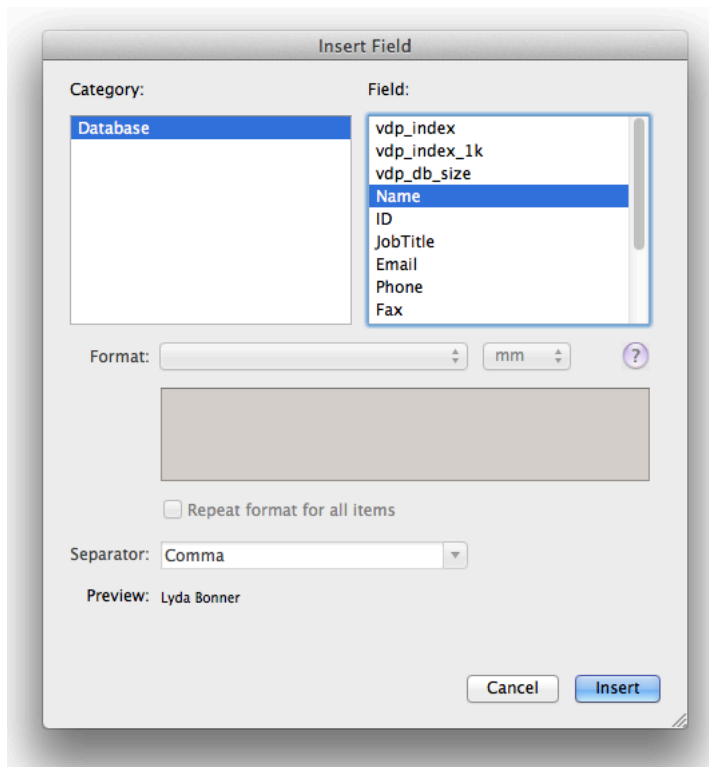 Insert Field
Category:
Field:
Database
vdp_index
vdp_index_1k
vdp_db_size
Name
ID
JobTitle
Email
Phone
Fax
Format:
mm
?
Repeat format for all items
Separator: Comma
Preview: Lyda Bonner
Cancel
Insert